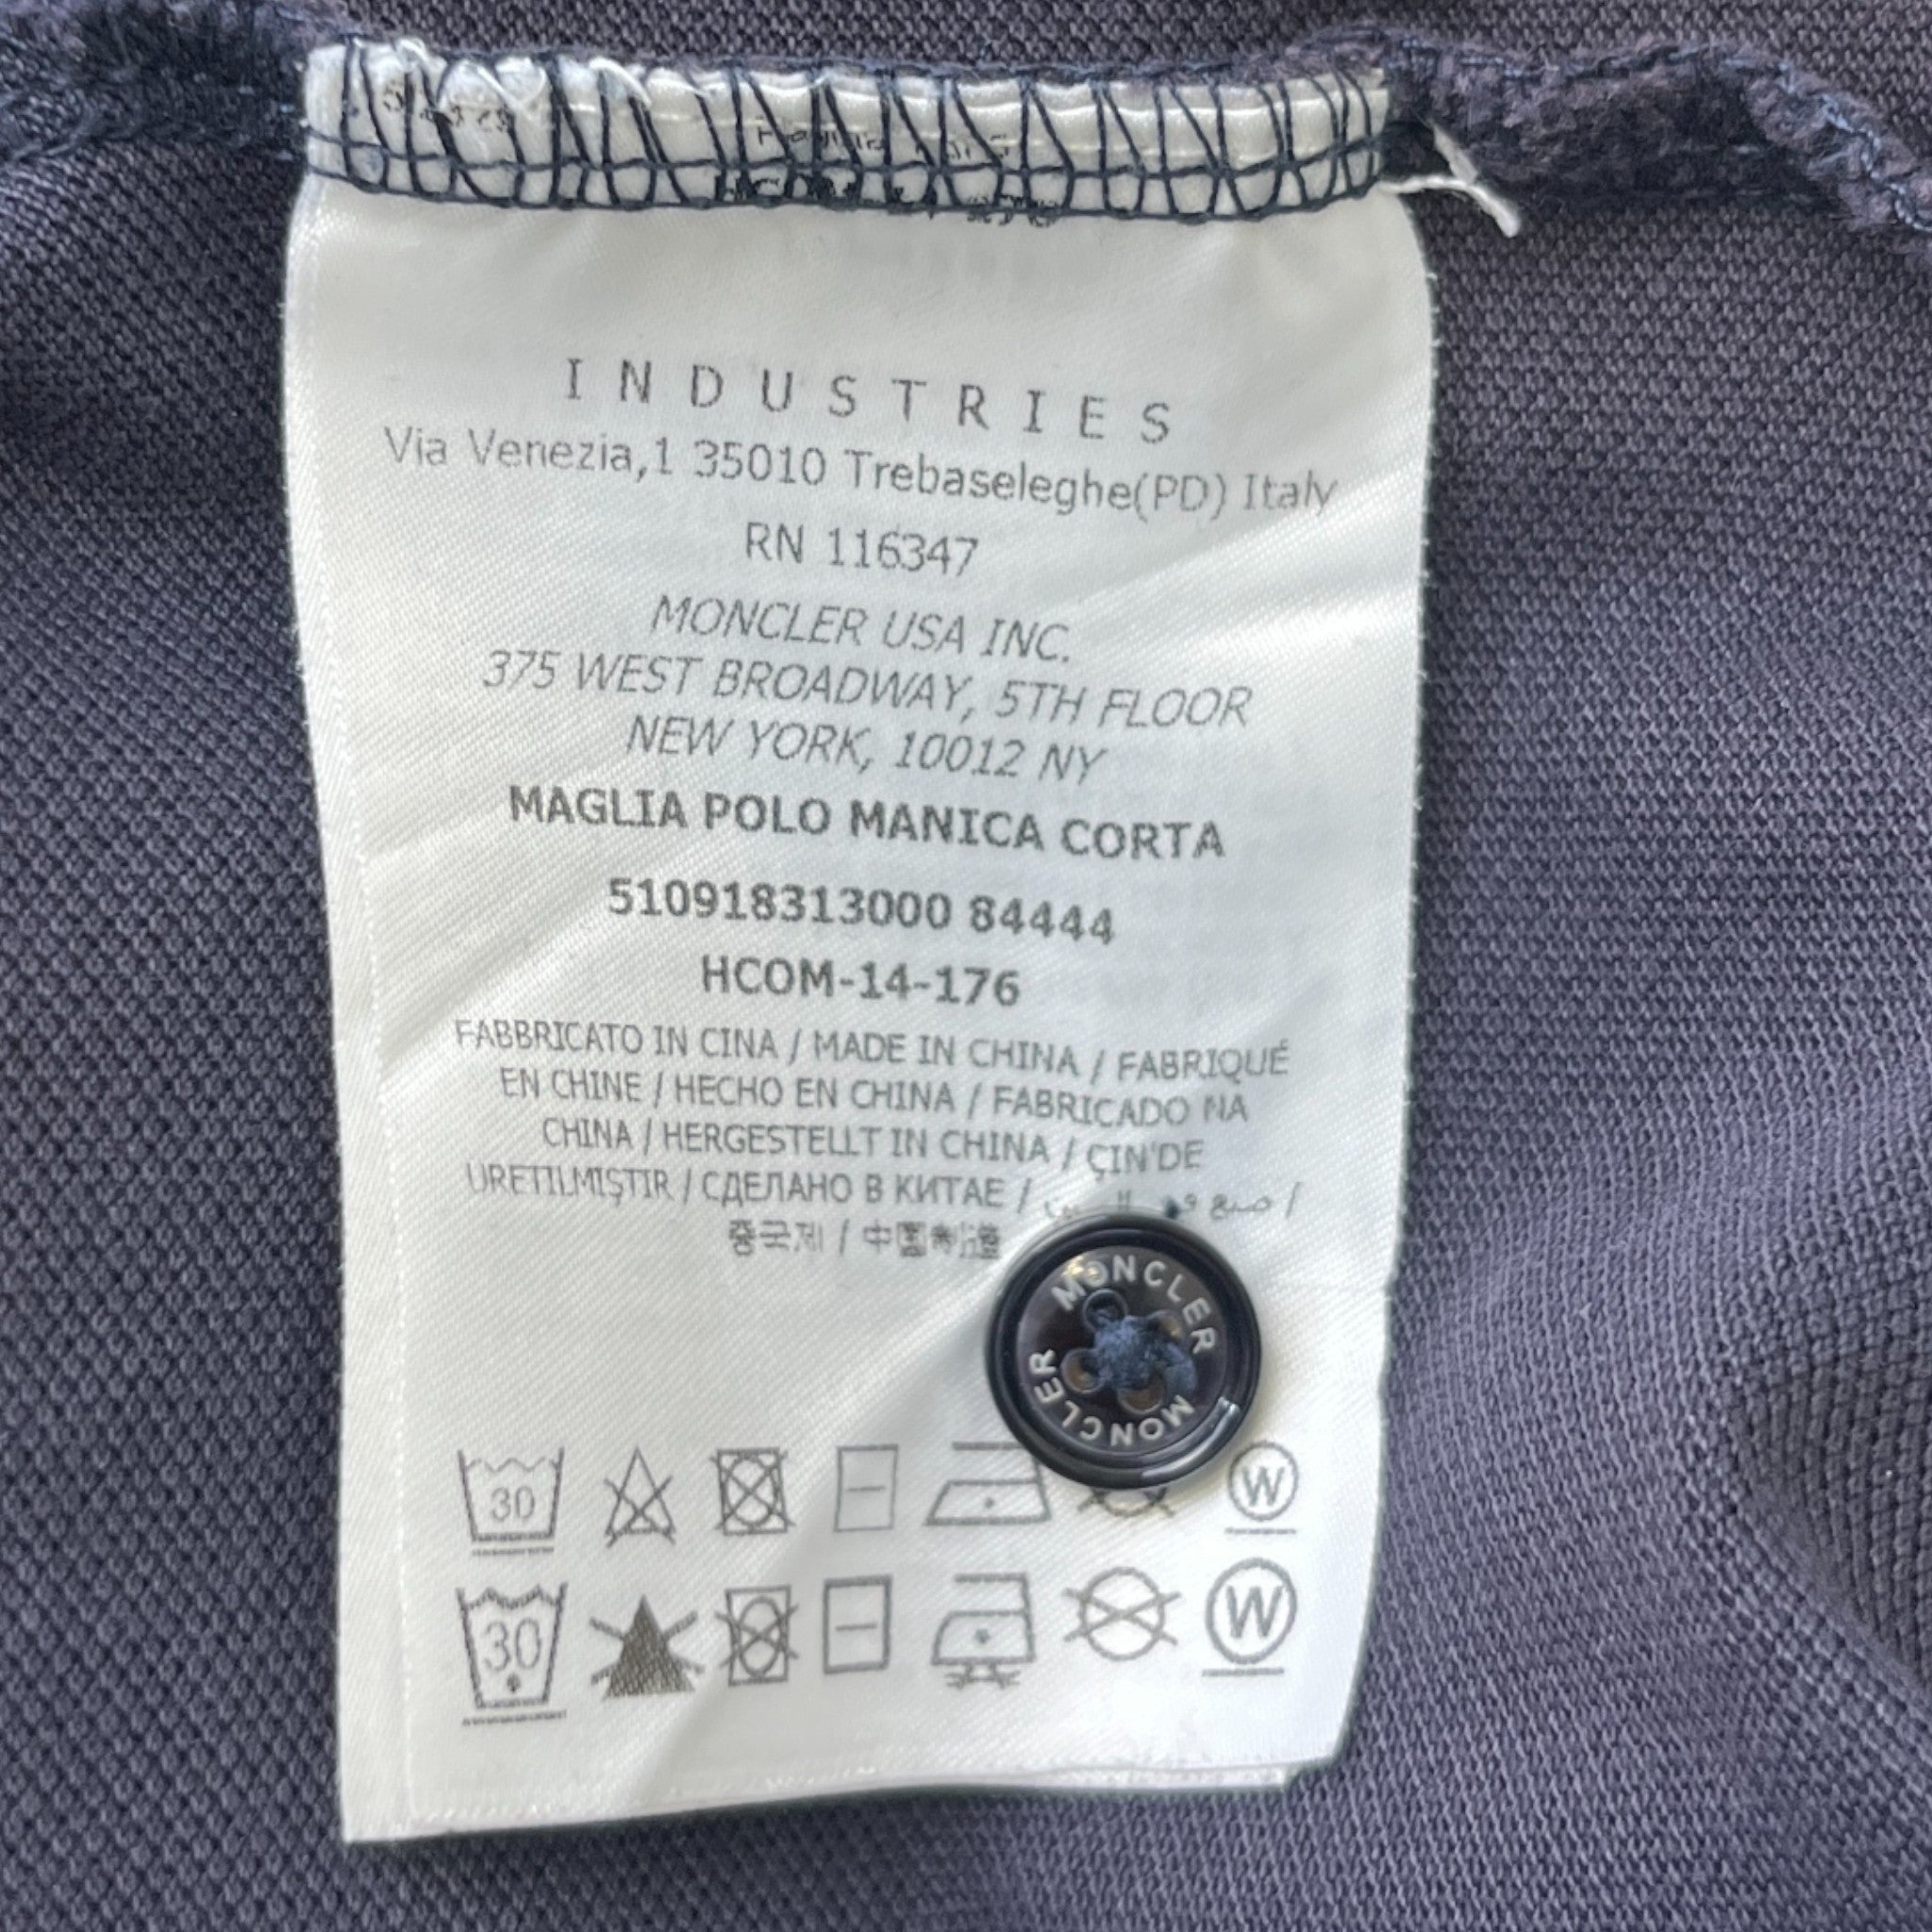 INDUSTRIES
Via Venezia,1 35010 Trebaseleghe(PD) Italy
RN 116347
MONCLER USA INC.
375 WEST BROADWAY, 5TH FLOOR
NEW YORK, 10012 NY
MAGLIA POLO MANICA CORTA
510918313000 84444
HCOM-14-176
FABBRICATO IN CINA / MADE IN CHINA / FABRIQUÉ
EN CHINE / HECHO EN CHINA / FABRICADO NA
CHINA / HERGESTELLT IN CHINA / ÇIN'DE
URETILMIŞTIR / СДЕЛАНО В КИТАЕ / صنع /
중국제 / 中国制造
MONCLER
MONCLER
30
W
30
W